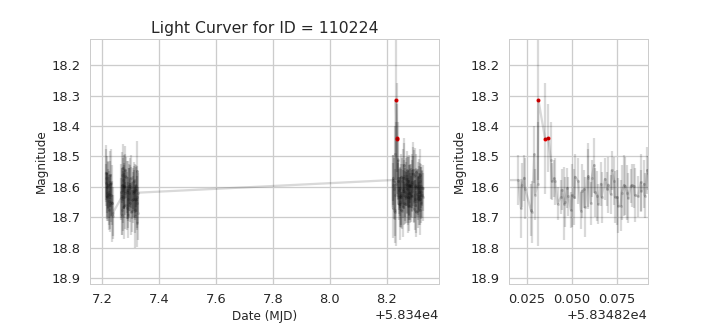 Light Curver for ID = 110224
Magnitude
18.2
18.3
18.4
18.5
18.6
18.7
18.8
18.9
7.2 7.4 7.6 7.8 8.0 8.2
Date (MJD)
+5.834e4
Magnitude
18.2
18.3
18.4
18.5
18.6
18.7
18.8
18.9
0.025 0.050 0.075
+5.83482e4